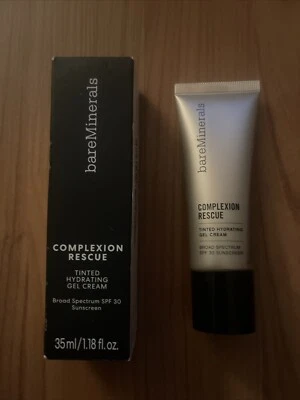 bareMinerals
COMPLEXION
RESCUE
TINTED
HYDRATING
GEL CREAM
Broad Spectrum SPF 30
Sunscreen
35ml/1.18 fl. oz.
bareMinerals
COMPLEXION
RESCUE
TINTED HYDRATING
GEL CREAM
BROAD SPECTRUM
SPF 30 SUNSCREEN